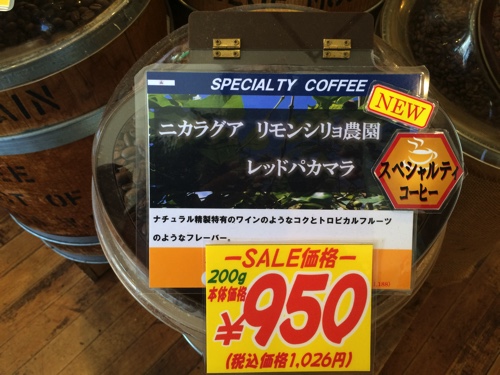 SPECIALTY COFFEE
NEW
ニカラグア リモンシリョ農園
レッドパカマラ
スペシャルティ
コーヒー
ナチュラル精製特有のワインのようなコクとトロピカルフルーツ
のようなフレーバー。
ーSALE価格ー
200g
本体価格
¥950
(税込価格1,026円)